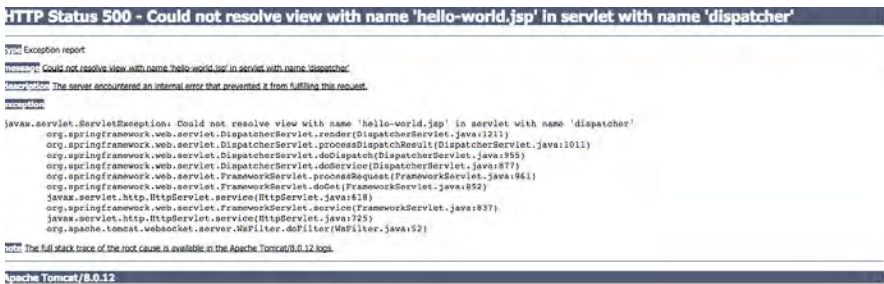 HTTP Status 500 - Could not resolve view with name 'hello-world.jsp' in servlet with name 'dispatcher'
type Exception report
message Could not resolve view with name 'hello-world.jsp' in servlet with name 'dispatcher'
description The server encountered an internal error that prevented it from fulfilling this request.
exception
javax.servlet.ServletException: Could not resolve view with name 'hello-world.jsp' in servlet with name 'dispatcher'
org.springframework.web.servlet.DispatcherServlet.render(DispatcherServlet.java:1211)
org.springframework.web.servlet.DispatcherServlet.processDispatchResult(DispatcherServlet.java:1011)
org.springframework.web.servlet.DispatcherServlet.doDispatch(DispatcherServlet.java:955)
org.springframework.web.servlet.DispatcherServlet.doService(DispatcherServlet.java:877)
org.springframework.web.servlet.FrameworkServlet.processRequest(FrameworkServlet.java:961)
org.springframework.web.servlet.FrameworkServlet.doGet(FrameworkServlet.java:852)
javax.servlet.http.HttpServlet.service(HttpServlet.java:618)
org.springframework.web.servlet.FrameworkServlet.service(FrameworkServlet.java:837)
javax.servlet.http.HttpServlet.service(HttpServlet.java:725)
org.apache.tomcat.websocket.server.WsFilter.doFilter(WsFilter.java:52)
note The full stack trace of the root cause is available in the Apache Tomcat/8.0.12 logs.
Apache Tomcat/8.0.12